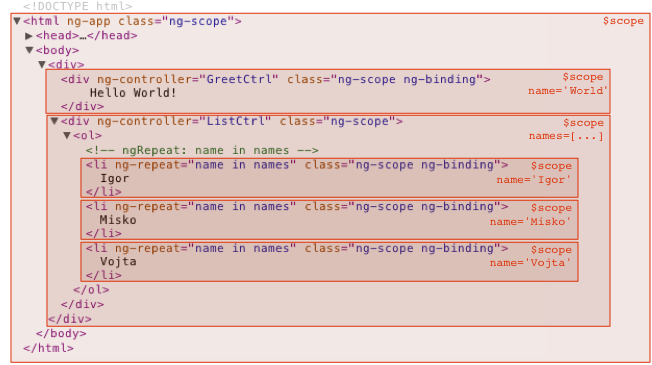 <!DOCTYPE html>
▼<html ng-app class="ng-scope"> $scope
▶<head>…</head>
▼<body>
▼<div>
<div ng-controller="GreetCtrl" class="ng-scope ng-binding"> $scope
Hello World! name='World'
</div>
▼<div ng-controller="ListCtrl" class="ng-scope"> $scope
▼<ol> names=[...]
<!-- ngRepeat: name in names -->
<li ng-repeat="name in names" class="ng-scope ng-binding"> $scope
Igor name='Igor'
</li>
<li ng-repeat="name in names" class="ng-scope ng-binding"> $scope
Misko name='Misko'
</li>
<li ng-repeat="name in names" class="ng-scope ng-binding"> $scope
Vojta name='Vojta'
</li>
</ol>
</div>
</div>
</body>
</html>